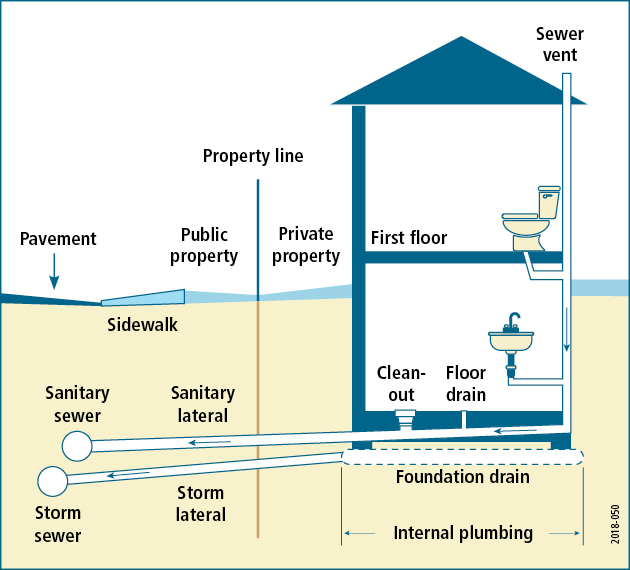 Sewer
vent
Property line
Pavement
Public
property
Private
property
First floor
Sidewalk
Clean-
out
Floor
drain
Sanitary
sewer
Sanitary
lateral
Foundation drain
Storm
sewer
Storm
lateral
Internal plumbing
2018-050